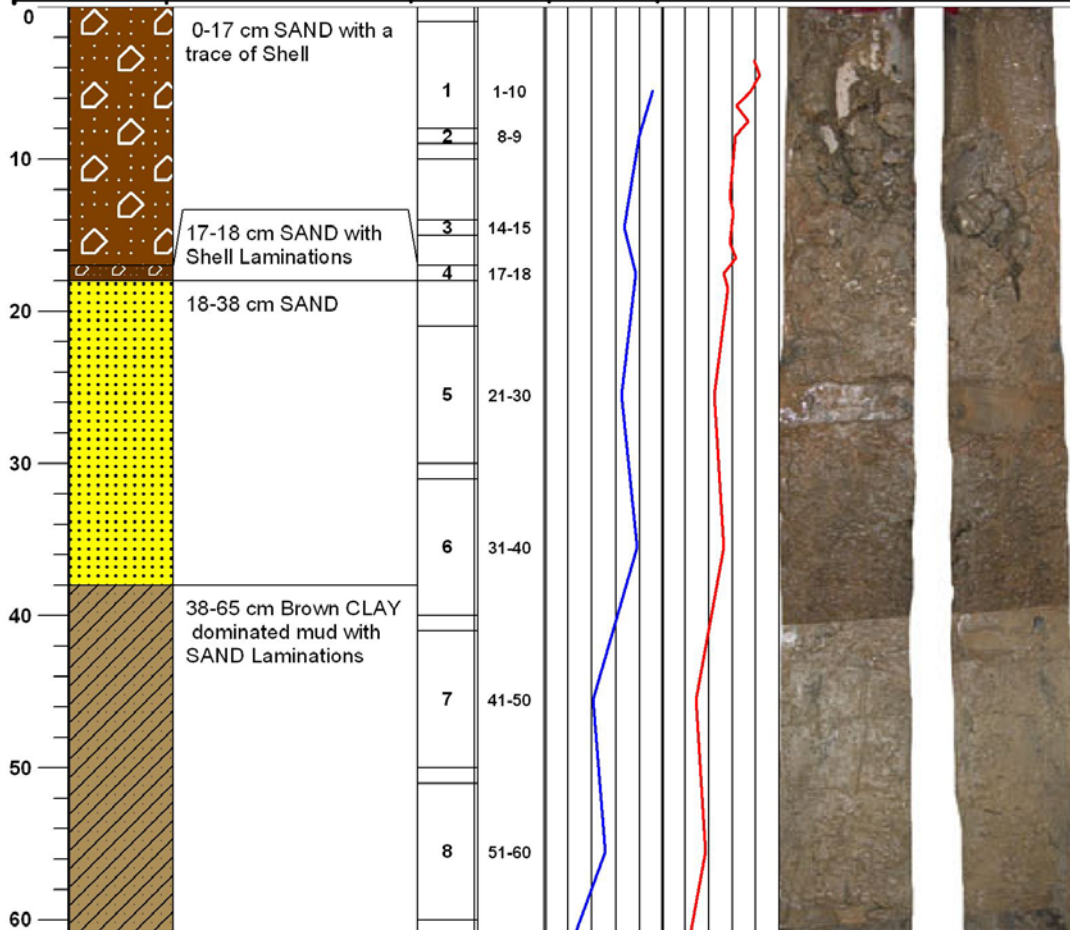 0
0-17 cm SAND with a
trace of Shell
1 1-10
2 8-9
10
3 14-15
17-18 cm SAND with
Shell Laminations
4 17-18
18-38 cm SAND
20
5 21-30
30
6 31-40
38-65 cm Brown CLAY
dominated mud with
SAND Laminations
40
7 41-50
50
8 51-60
60